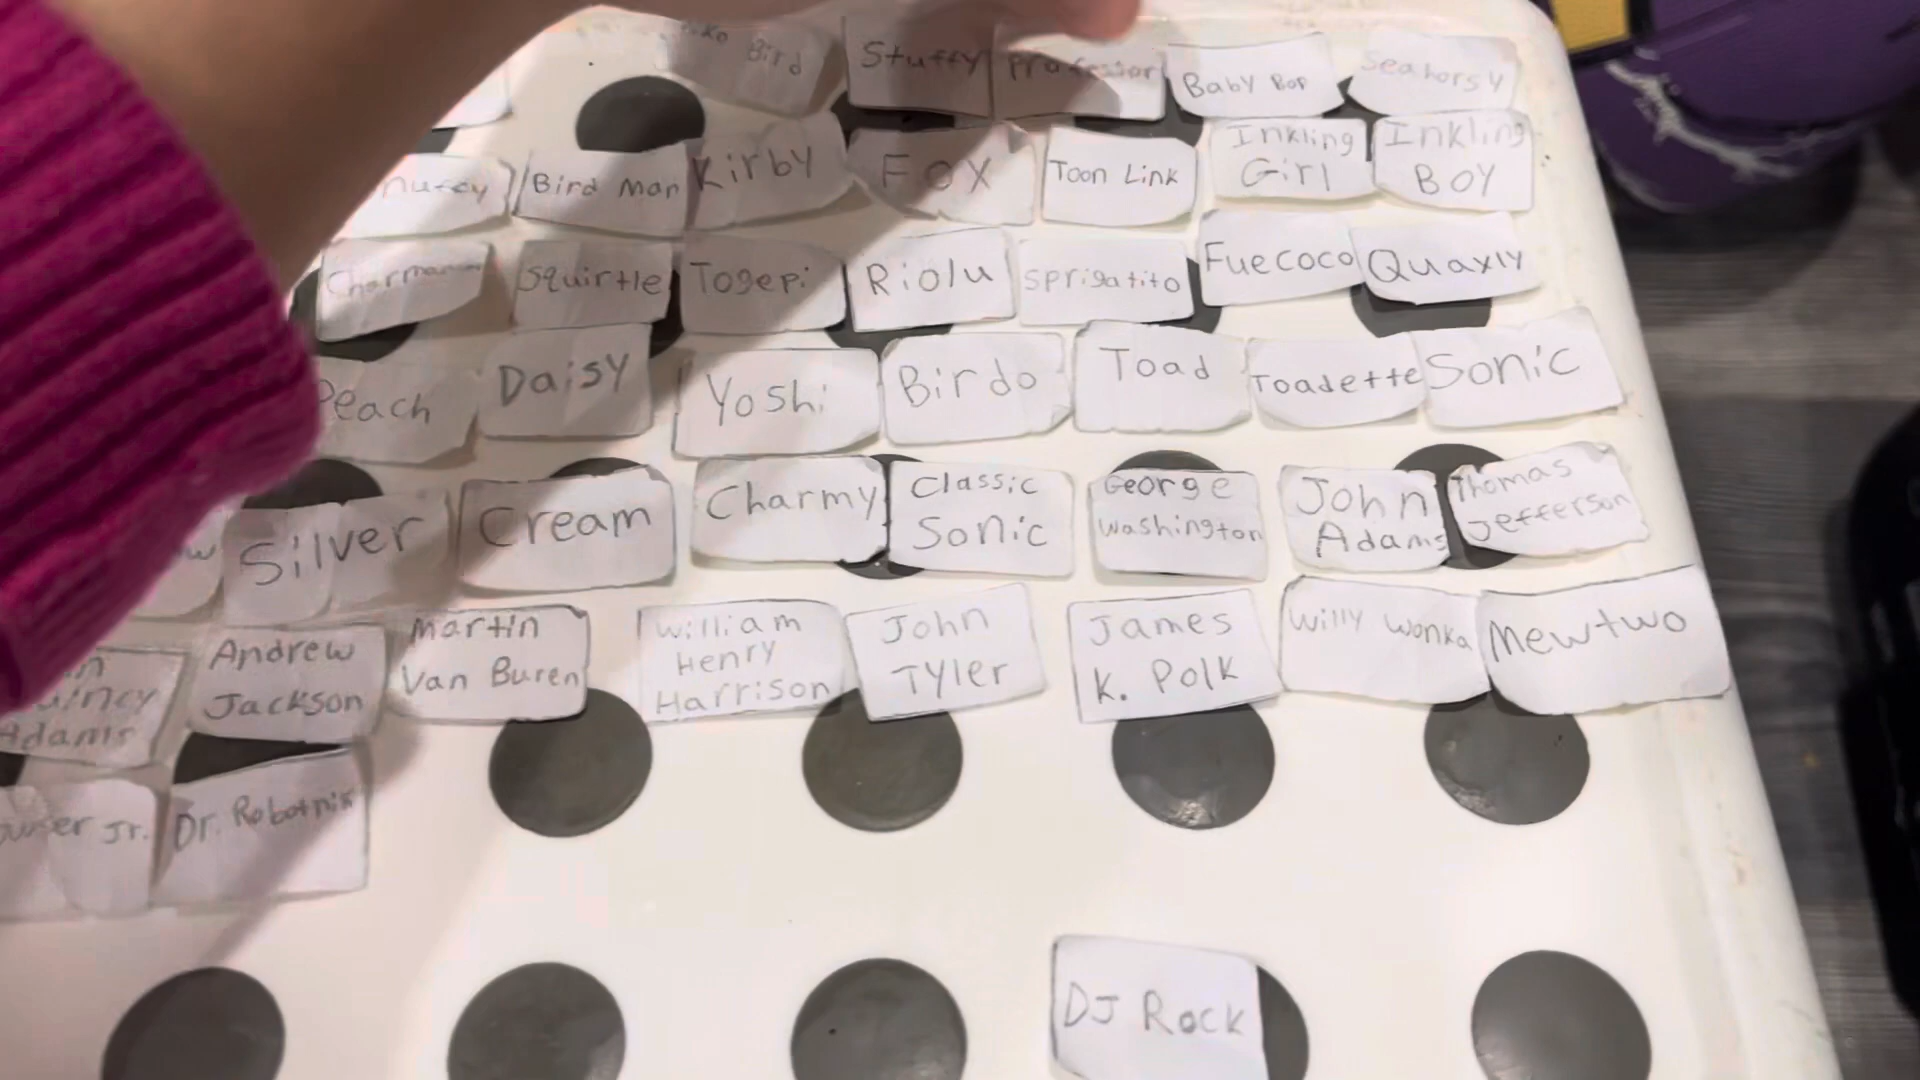 Bird
Stuffy
Professor
Baby Bop
Seahorsy
Bird Man
Kirby
Fox
Toon Link
Inkling
Girl
Inkling
Boy
Squirtle
Togepi
Riolu
Sprigatito
Fuecoco
Quaxly
Peach
Daisy
Yoshi
Birdo
Toad
Toadette
Sonic
Silver
Cream
Charmy
Classic
Sonic
George
Washington
John
Adams
Thomas
Jefferson
Adams
Andrew
Jackson
Martin
Van Buren
William
Henry
Harrison
John
Tyler
James
K. Polk
Willy Wonka
Mewtwo
Jr.
Dr. Robotnik
DJ Rock